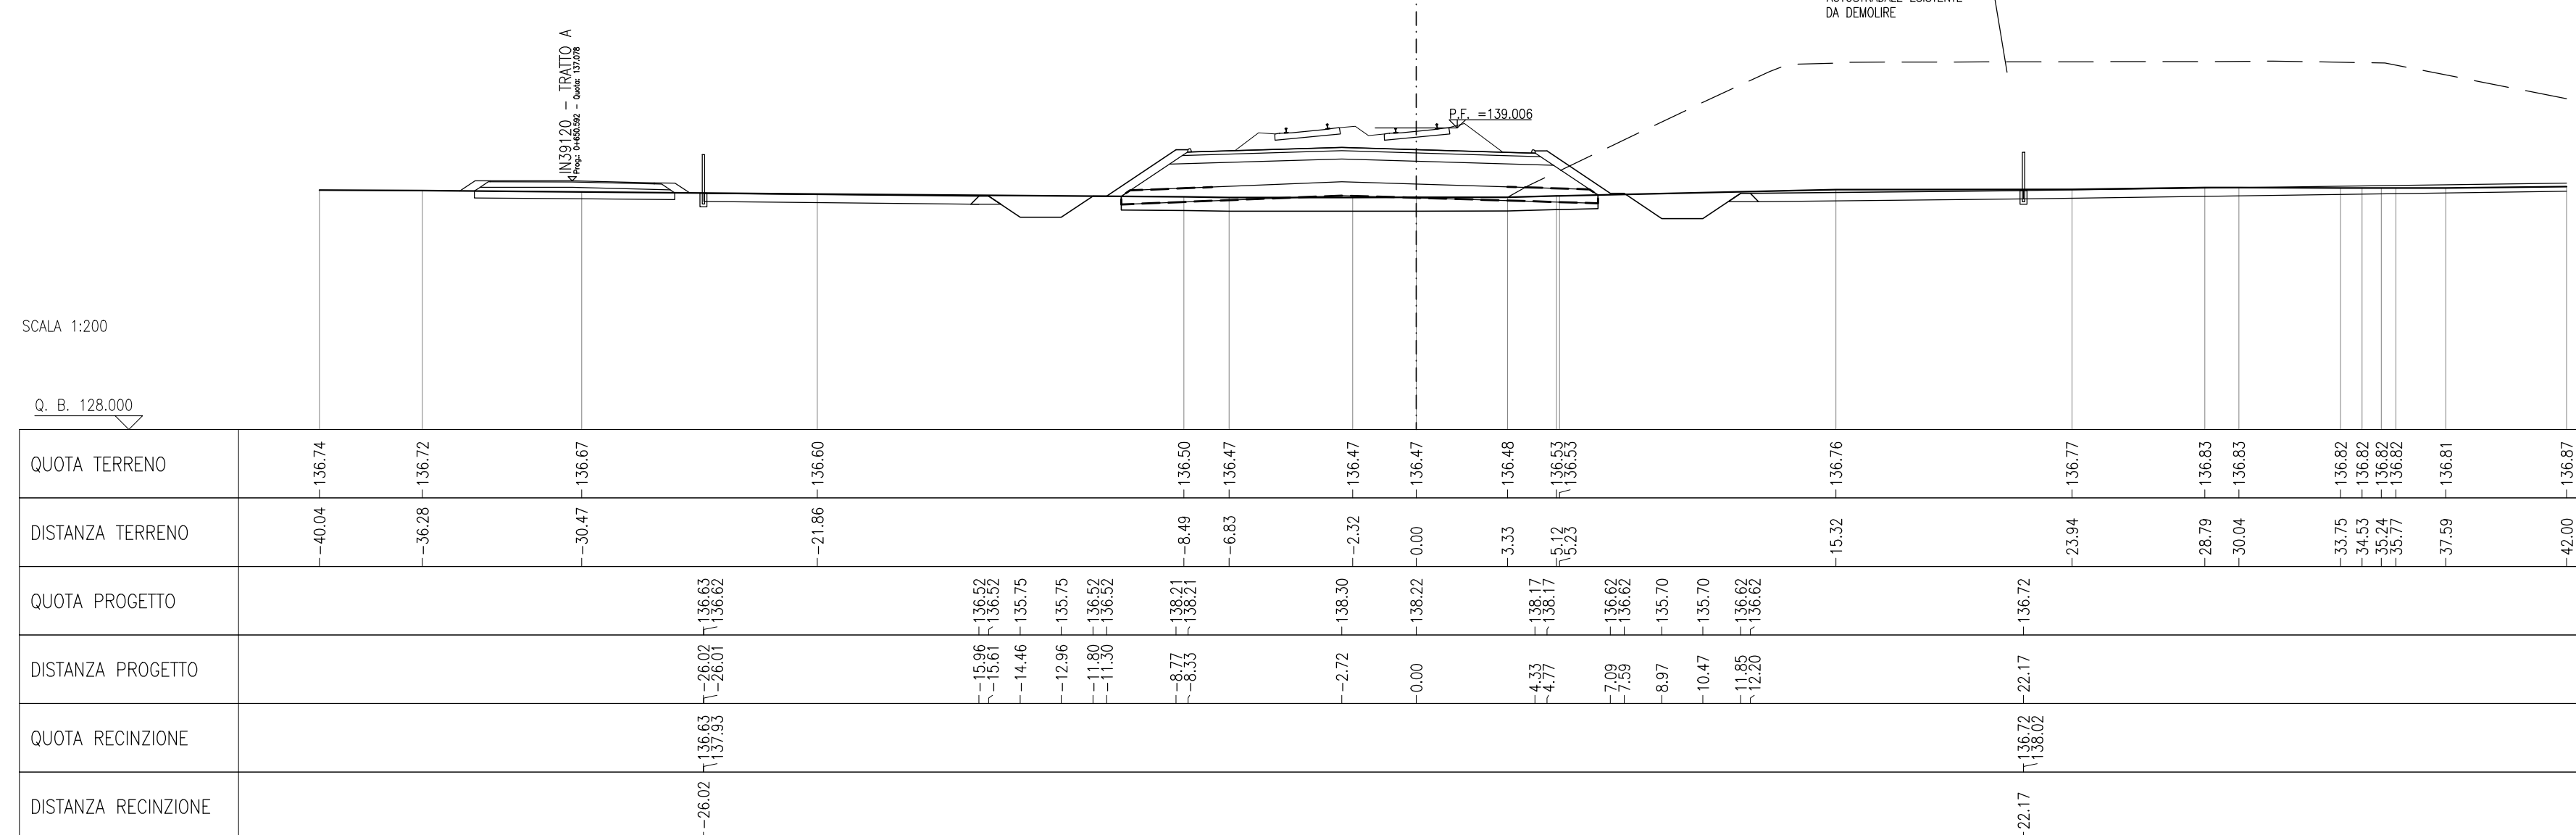 DA DEMOLIRE
IN39120 - TRATTO A
Prog.: 0+650.592 - Quota: 137.078
P.F. =139.006
SCALA 1:200
Q. B. 128.000
QUOTA TERRENO 136.74 136.72 136.67 136.60 136.50 136.47 136.47 136.47 136.48 136.53 136.53 136.76 136.77 136.83 136.83 136.82 136.82 136.82 136.82 136.81 136.87
DISTANZA TERRENO -40.04 -36.28 -30.47 -21.86 -8.49 -6.83 -2.32 0.00 3.33 5.12 5.23 15.32 23.94 28.79 30.04 33.75 34.53 35.24 35.77 37.59 42.00
QUOTA PROGETTO 136.63 136.62 136.52 136.52 135.75 135.75 136.52 136.52 138.21 138.21 138.30 138.22 138.17 138.17 136.62 136.62 135.70 135.70 136.62 136.62 136.72
DISTANZA PROGETTO -26.02 -26.01 -15.96 -15.61 -14.46 -12.96 -11.80 -11.30 -8.77 -8.33 -2.72 0.00 4.33 4.77 7.09 7.59 8.97 10.47 11.85 12.20 22.17
QUOTA RECINZIONE 136.63 137.93 136.72 138.02
DISTANZA RECINZIONE -26.02 22.17